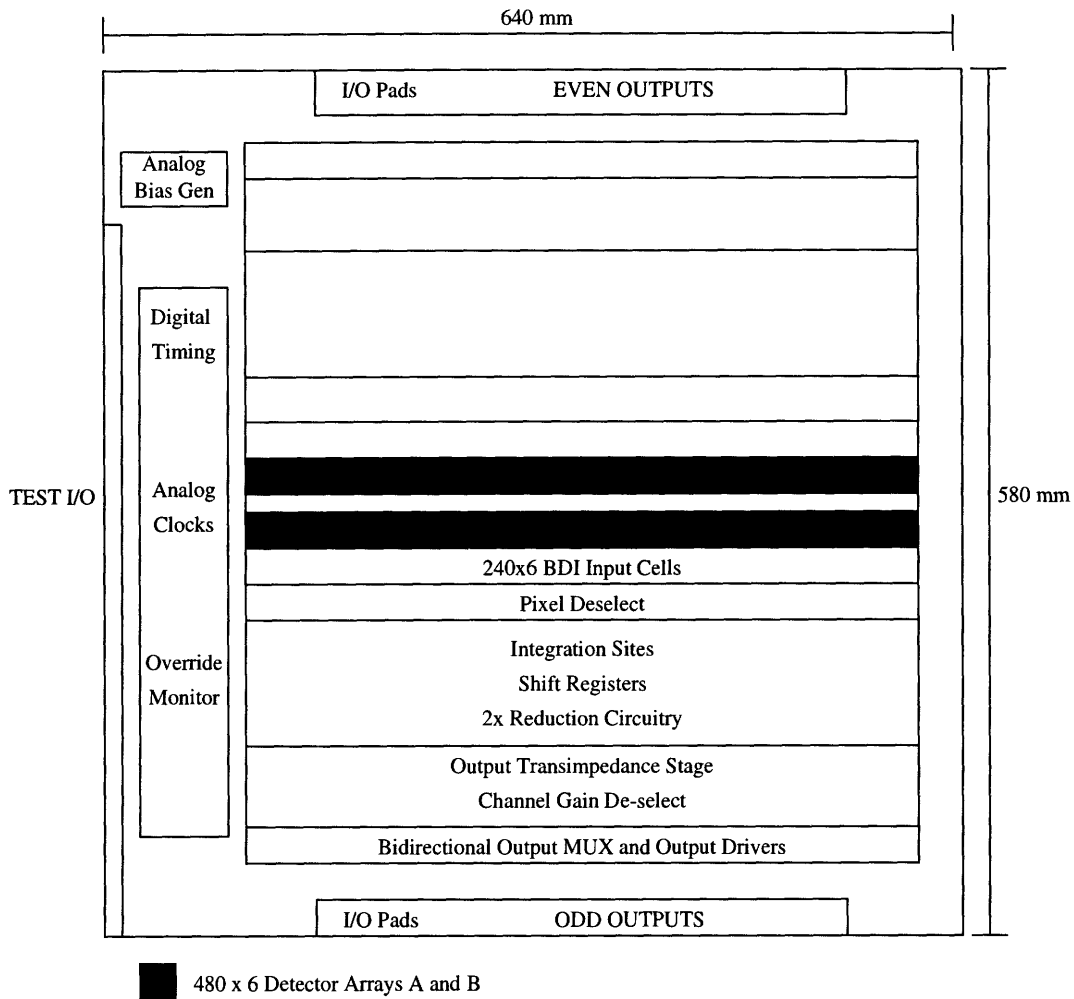 640 mm
I/O Pads EVEN OUTPUTS
Analog
Bias Gen
Digital
Timing
TEST I/O
Analog
Clocks
580 mm
240x6 BDI Input Cells
Pixel Deselect
Integration Sites
Override
Shift Registers
Monitor
2x Reduction Circuitry
Output Transimpedance Stage
Channel Gain De-select
Bidirectional Output MUX and Output Drivers
I/O Pads ODD OUTPUTS
480 x 6 Detector Arrays A and B